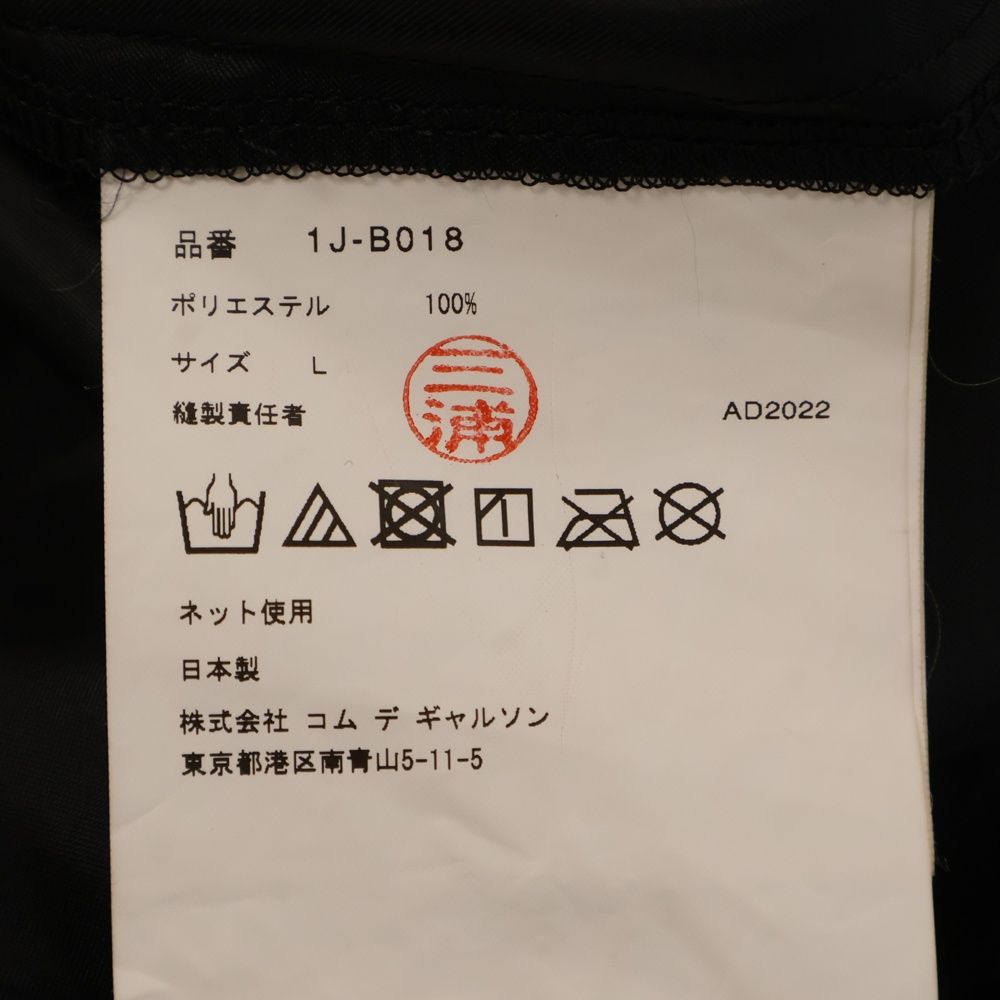 品番 1J-B018
ポリエステル 100%
サイズ L
三浦
縫製責任者 AD2022
ネット使用
日本製
株式会社 コム デ ギャルソン
東京都港区南青山5-11-5